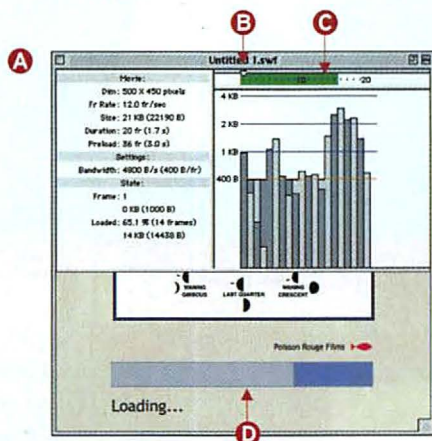 B
C
A
Untitled 1.swf
Movie:
Dim: 500 X 450 pixels
Fr Rate: 12.0 fr/sec
Size: 21 KB (22190 B)
Duration: 20 fr (1.7 s)
Preload: 36 fr (3.0 s)
Settings:
Bandwidth: 4800 B/s (400 B/fr)
State:
Frame: 1
0 KB (1000 B)
Loaded: 65.1 % (14 frames)
14 KB (14438 B)
10
20
4 KB
2 KB
1 KB
400 B
WANING GIBBOUS
LAST QUARTER
WANING CRESCENT
Poisson Rouge Films
Loading...
D